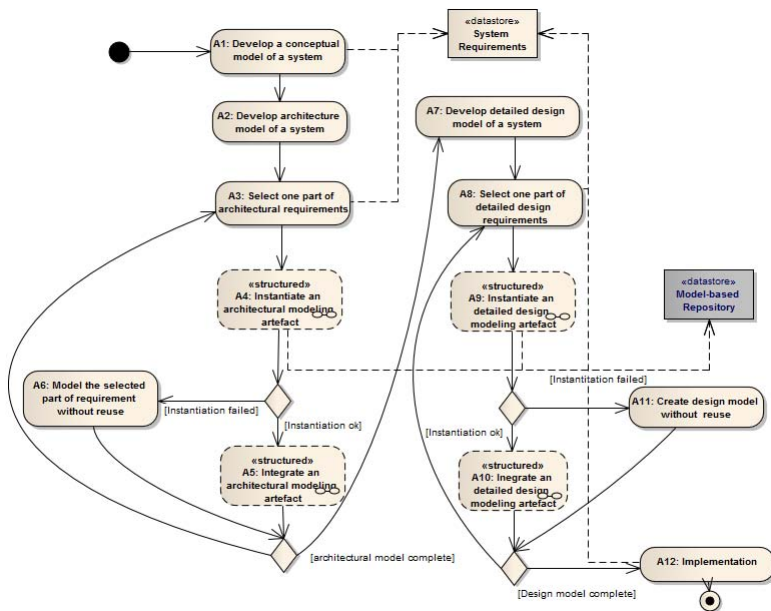 A1: Develop a conceptual
model of a system
«datastore»
System
Requirements
A2: Develop architecture
model of a system
A7: Develop detailed design
model of a system
A3: Select one part of
architectural requirements
A8: Select one part of
detailed design
requirements
«structured»
A4: Instantiate an
architectural modeling
artefact
«structured»
A9: Instantiate an
detailed design
modeling artefact
«datastore»
Model-based
Repository
A6: Model the selected
part of requirement
without reuse
[Instantiation failed]
[Instantiation ok]
[Instantitation failed]
A11: Create design model
without reuse
[Instantiation ok]
«structured»
A5: Integrate an
architectural modeling
artefact
«structured»
A10: Inegrate an
detailed design
modeling artefact
[architectural model complete]
A12: Implementation
[Design model complete]